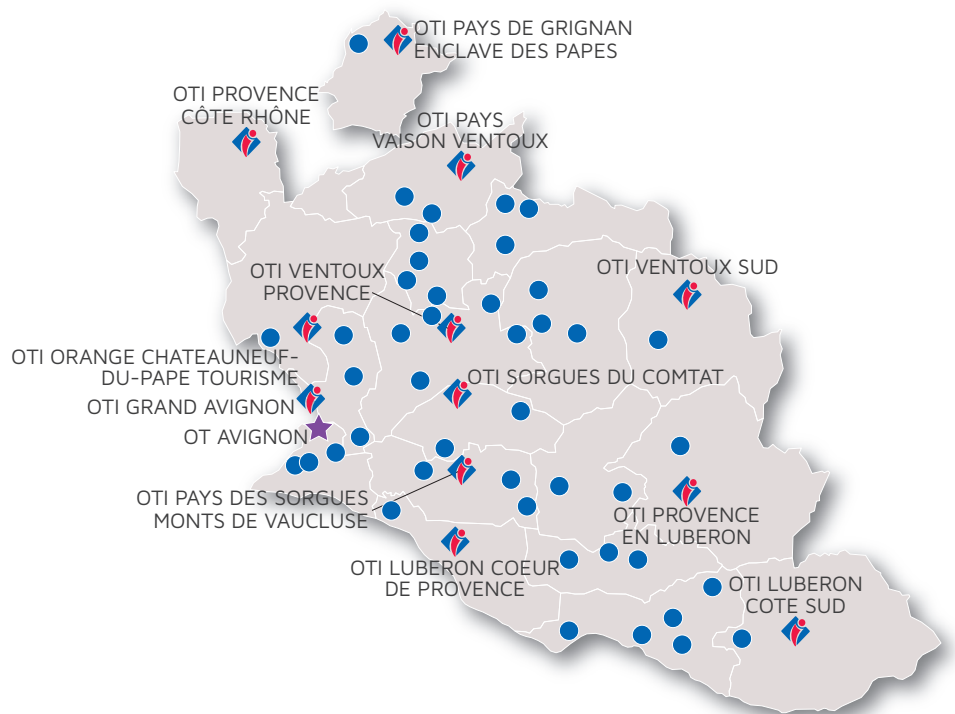 OTI PAYS DE GRIGNAN
ENCLAVE DES PAPES
OTI PROVENCE
CÔTE RHÔNE
OTI PAYS
VAISON VENTOUX
OTI VENTOUX
PROVENCE
OTI VENTOUX SUD
OTI ORANGE CHATEAUNEUF-
DU-PAPE TOURISME
OTI SORGUES DU COMTAT
OTI GRAND AVIGNON
OT AVIGNON
OTI PAYS DES SORGUES
MONTS DE VAUCLUSE
OTI PROVENCE
EN LUBERON
OTI LUBERON COEUR
DE PROVENCE
OTI LUBERON
COTE SUD